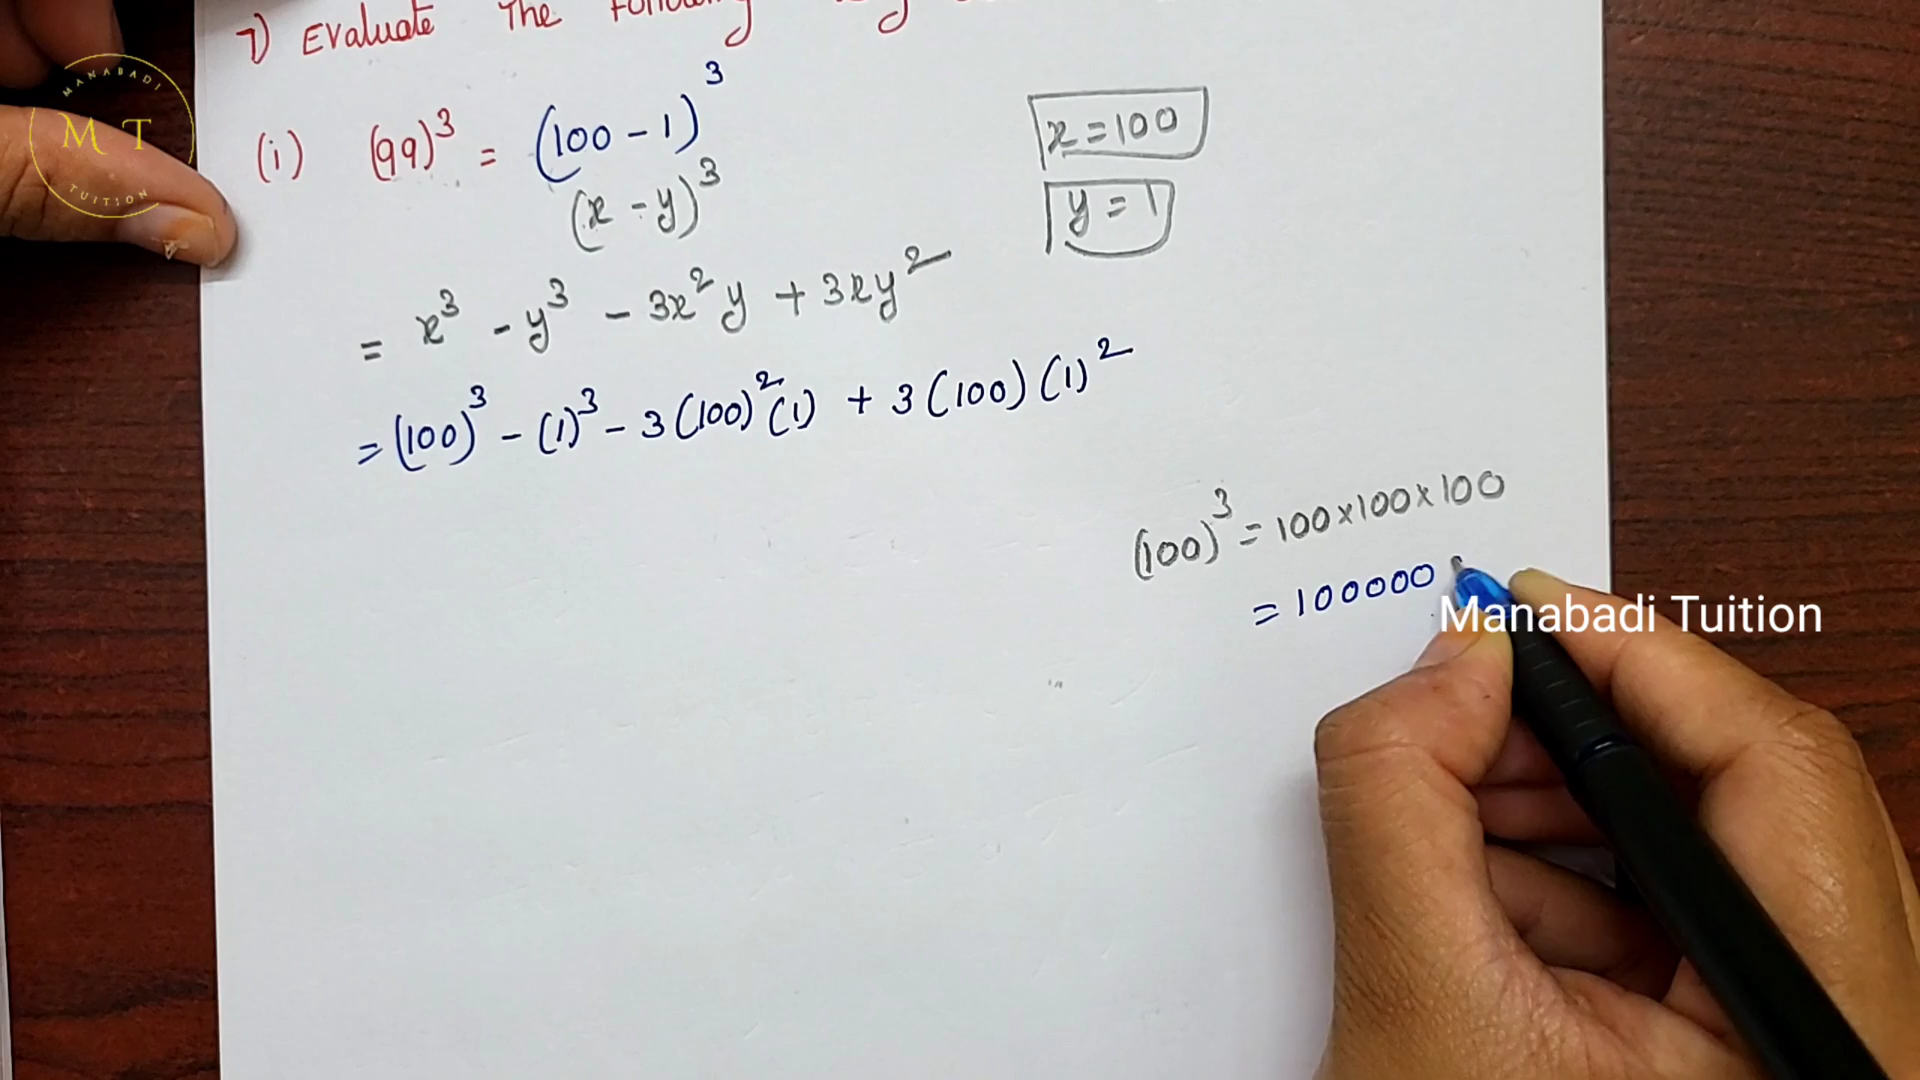 7) Evaluate The Following
(i) (99)³ = (100 - 1)³
(x - y)³
x = 100
y = 1
= x³ - y³ - 3x²y + 3xy²
= (100)³ - (1)³ - 3(100)²(1) + 3(100)(1)²
(100)³ = 100×100×100
= 100000
Manabadi Tuition
MANABADI
M T
TUITION